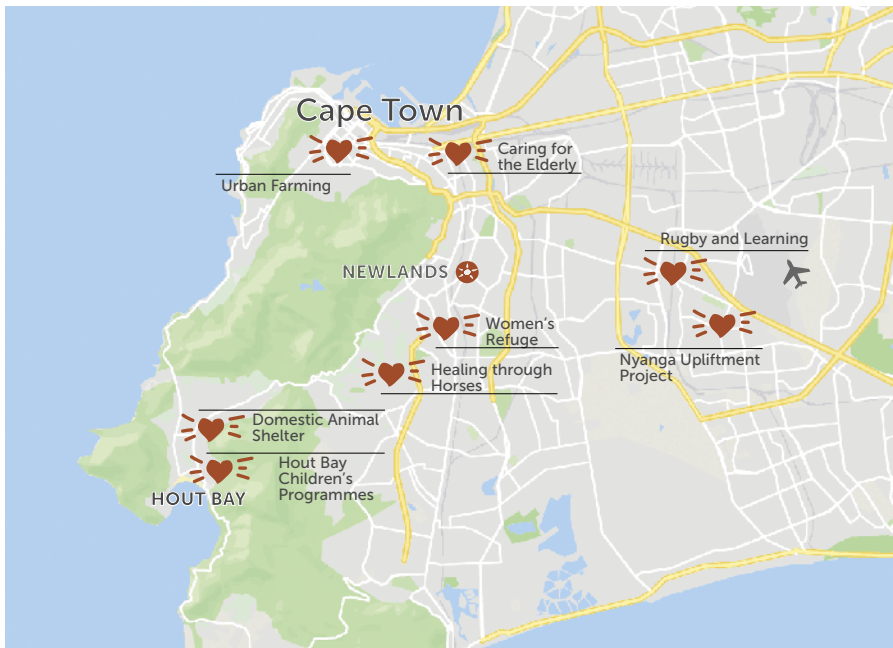 Cape Town
Caring for
the Elderly
Urban Farming
Rugby and Learning
NEWLANDS
Women's
Refuge
Nyanga Upliftment
Project
Healing through
Horses
Domestic Animal
Shelter
Hout Bay
Children's
Programmes
HOUT BAY